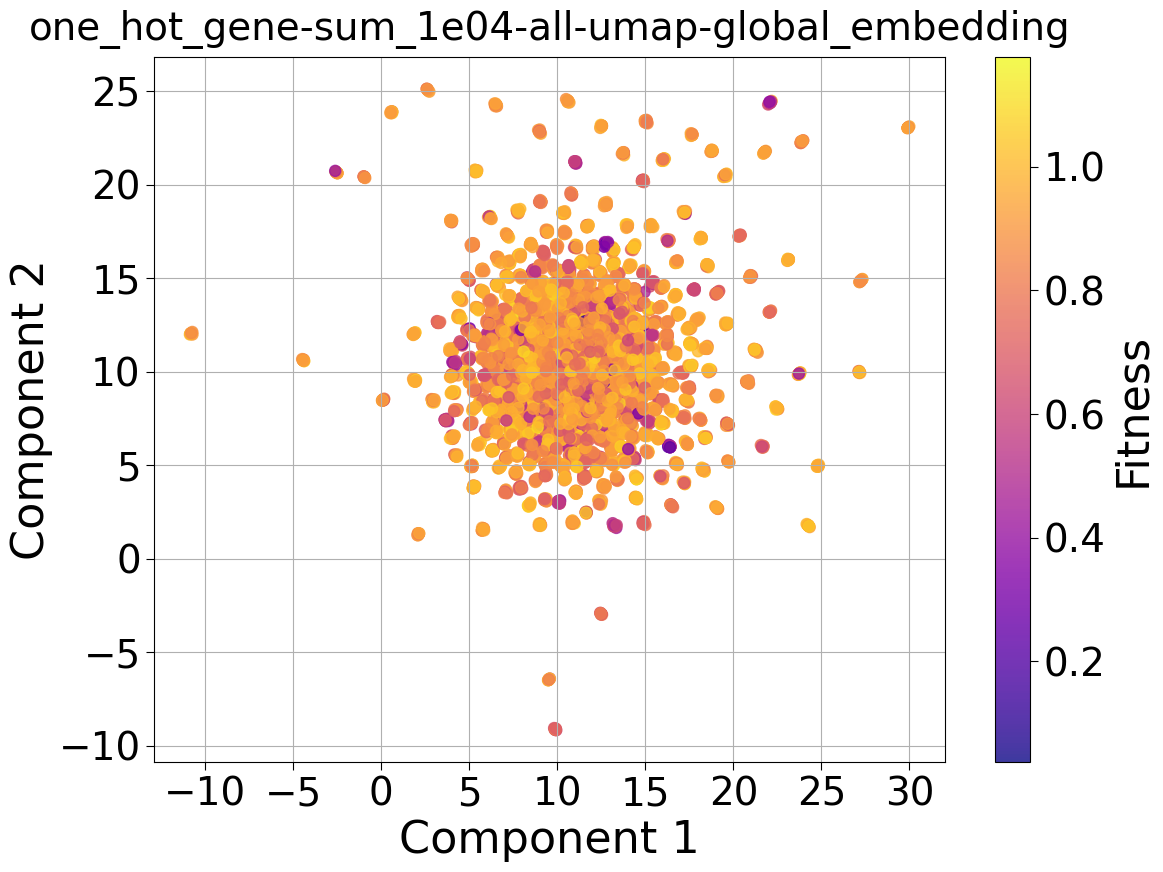 one_hot_gene-sum_1e04-all-umap-global_embedding
25
20
15
10
5
0
−5
−10
Component 2
−10 −5 0 5 10 15 20 25 30
Component 1
1.0
0.8
0.6
0.4
0.2
Fitness